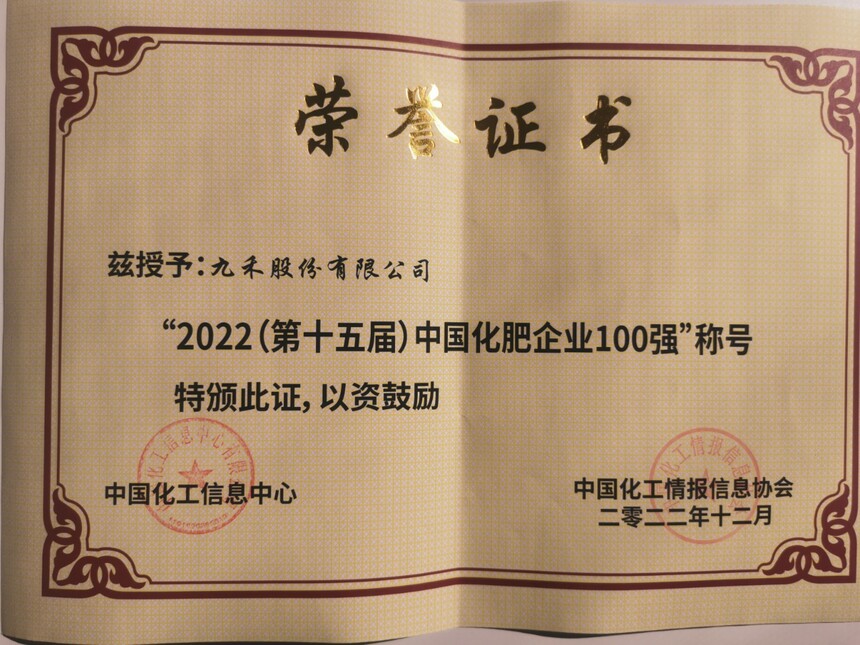 荣誉证书
兹授予：九禾股份有限公司
“2022（第十五届）中国化肥企业100强”称号
特颁此证，以资鼓励
中国化工信息中心
中国化工情报信息协会
二零二二年十二月